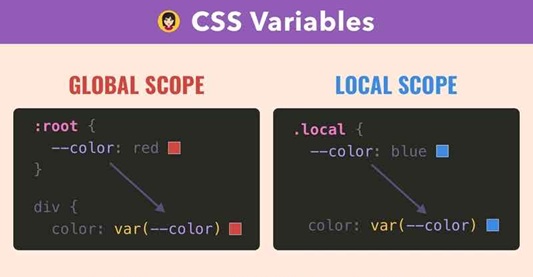 CSS Variables
GLOBAL SCOPE
:root {
--color: red
}
div {
color: var(--color)
LOCAL SCOPE
.local {
--color: blue
color: var(--color)